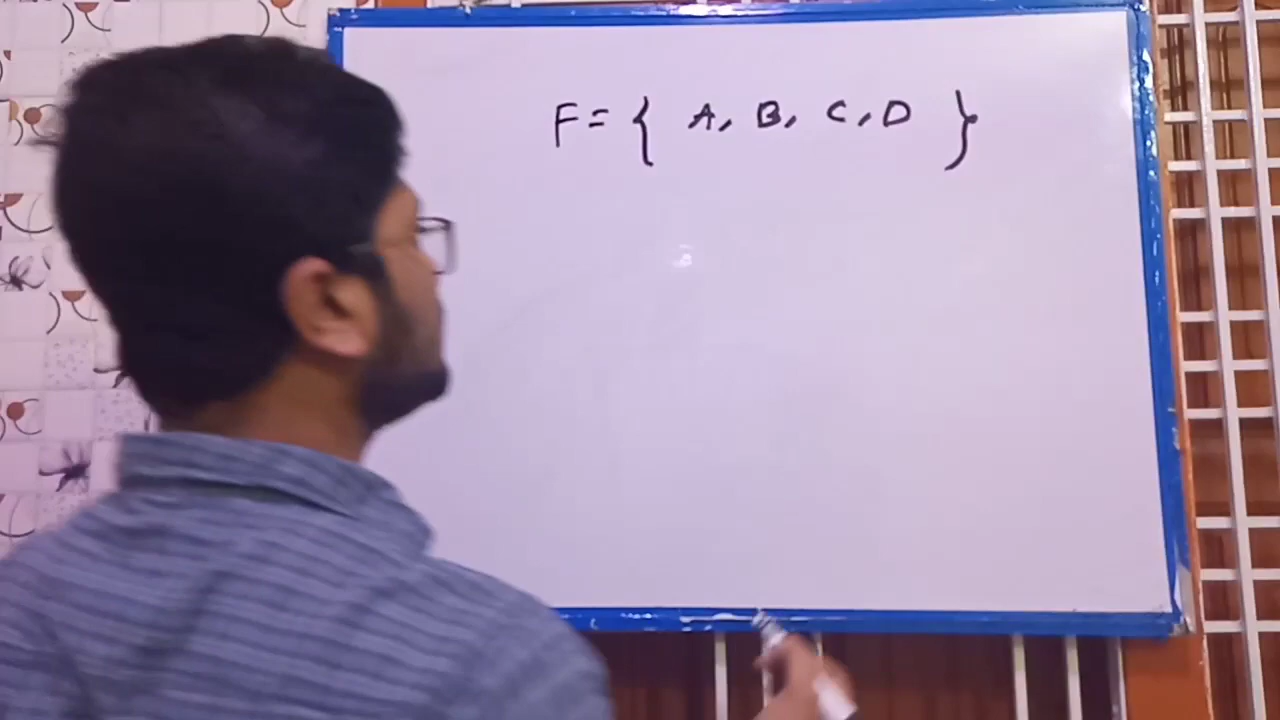 F = { A, B, C, D }